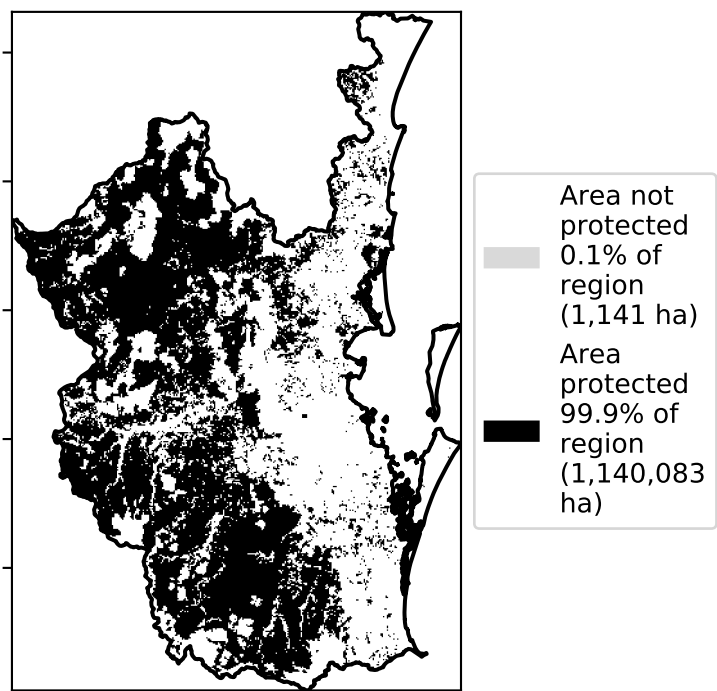 Area not
protected
0.1% of
region
(1,141 ha)
Area
protected
99.9% of
region
(1,140,083
ha)